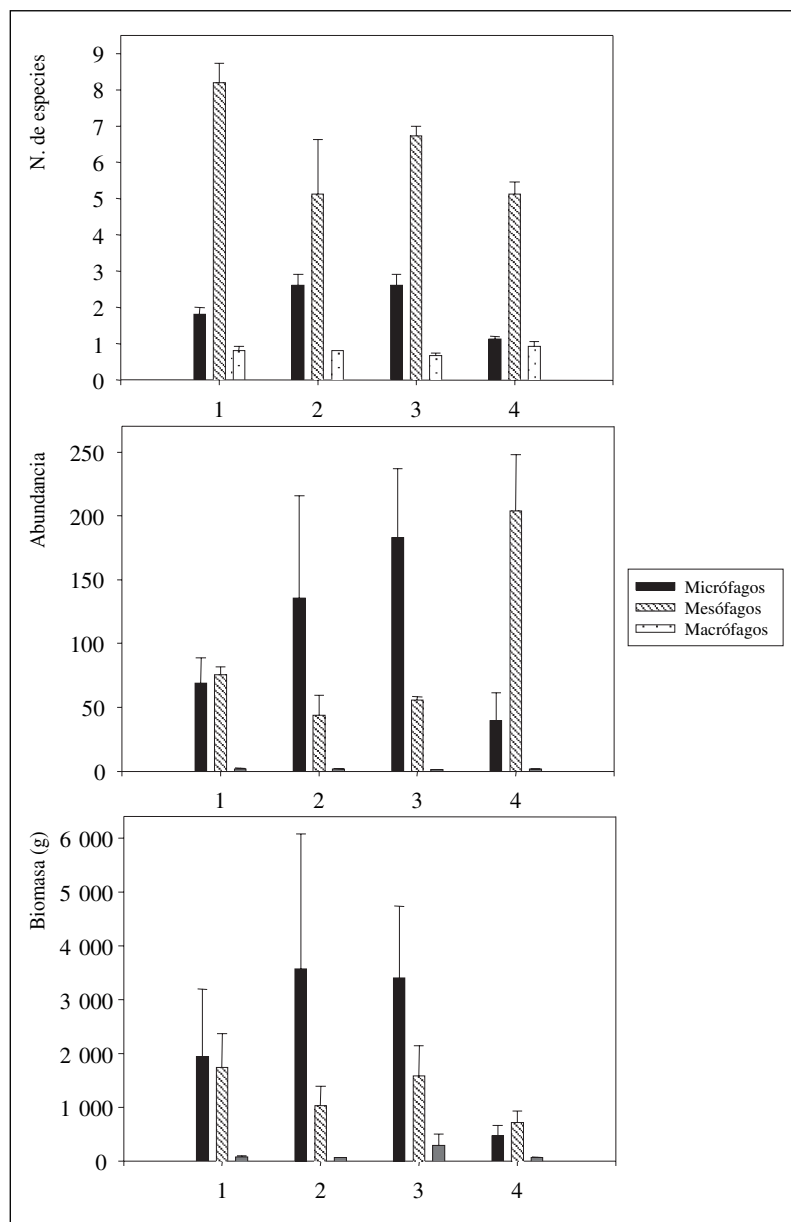 N. de especies
9
8
7
6
5
4
3
2
1
0
1 2 3 4
Abundancia
250
200
150
100
50
0
1 2 3 4
Micrófagos
Mesófagos
Macrófagos
Biomasa (g)
6 000
5 000
4 000
3 000
2 000
1 000
0
1 2 3 4